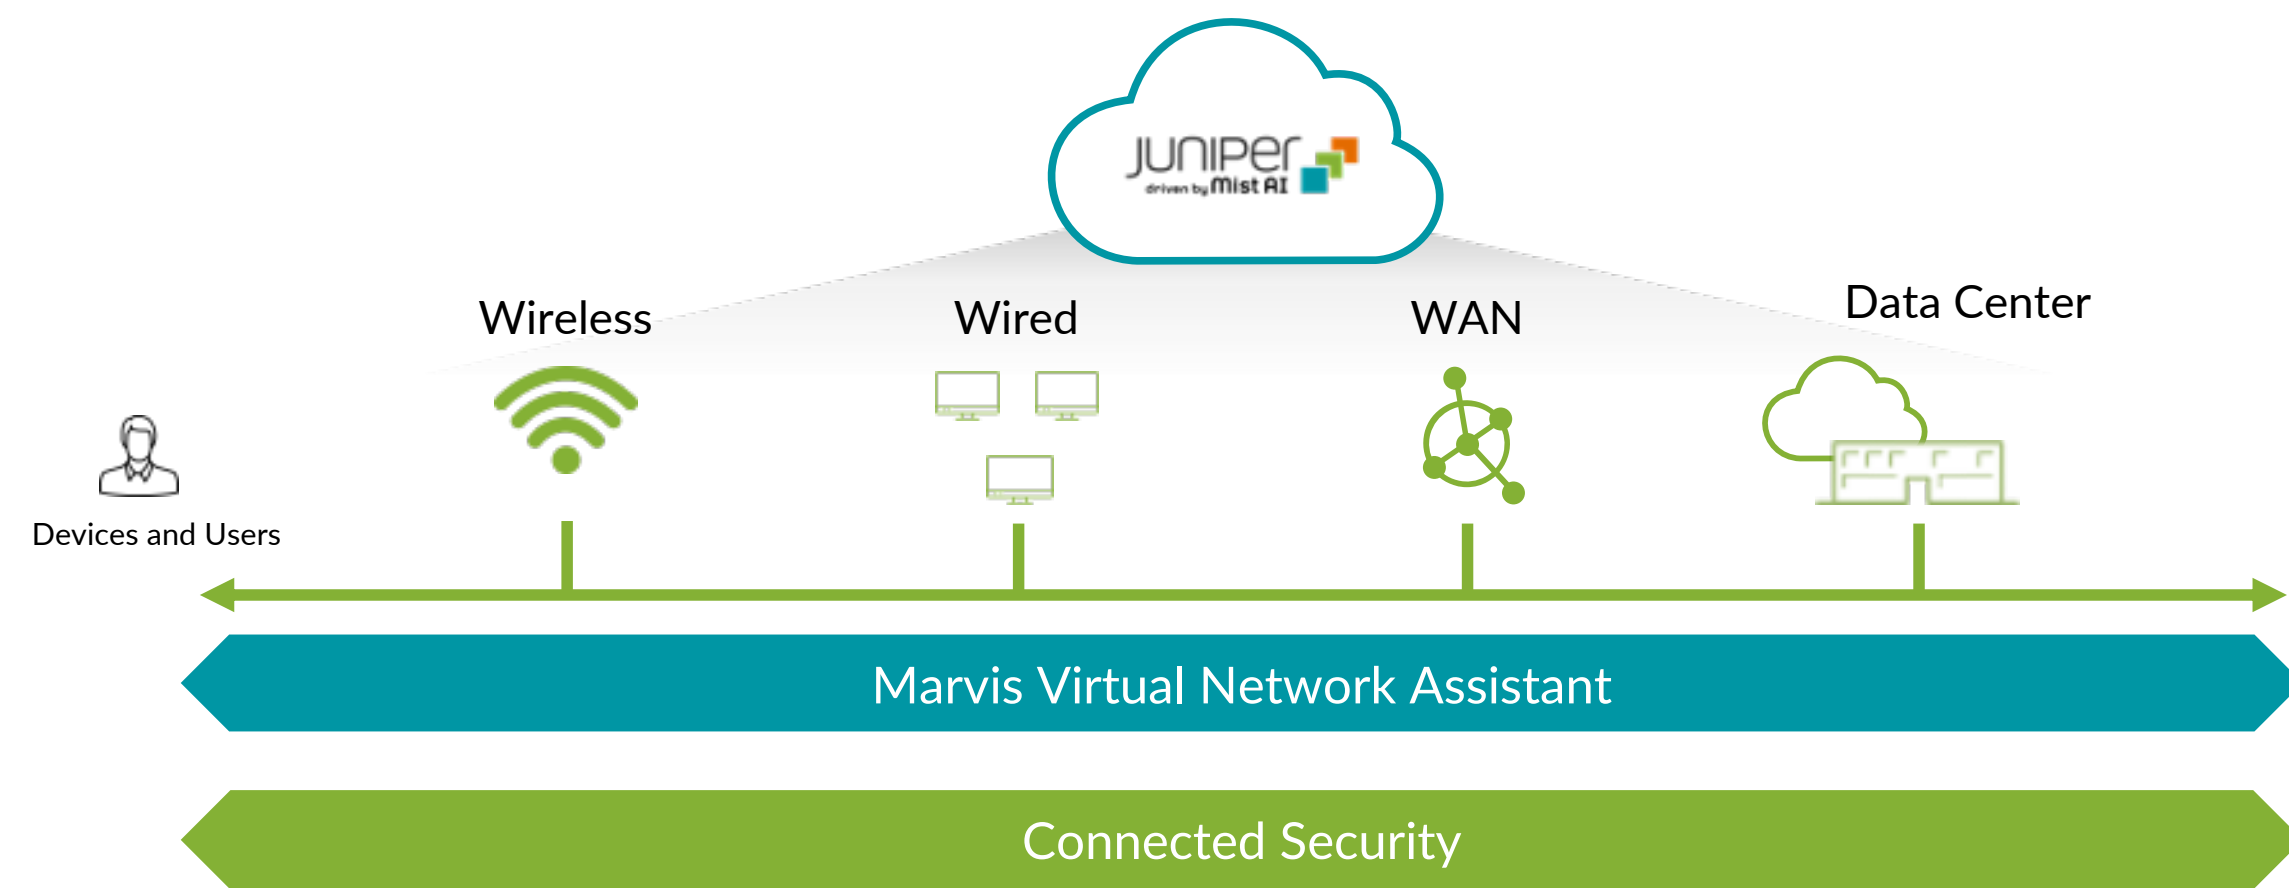 JUNIPer
driven by Mist AI
Wireless
Wired
WAN
Data Center
Devices and Users
Marvis Virtual Network Assistant
Connected Security